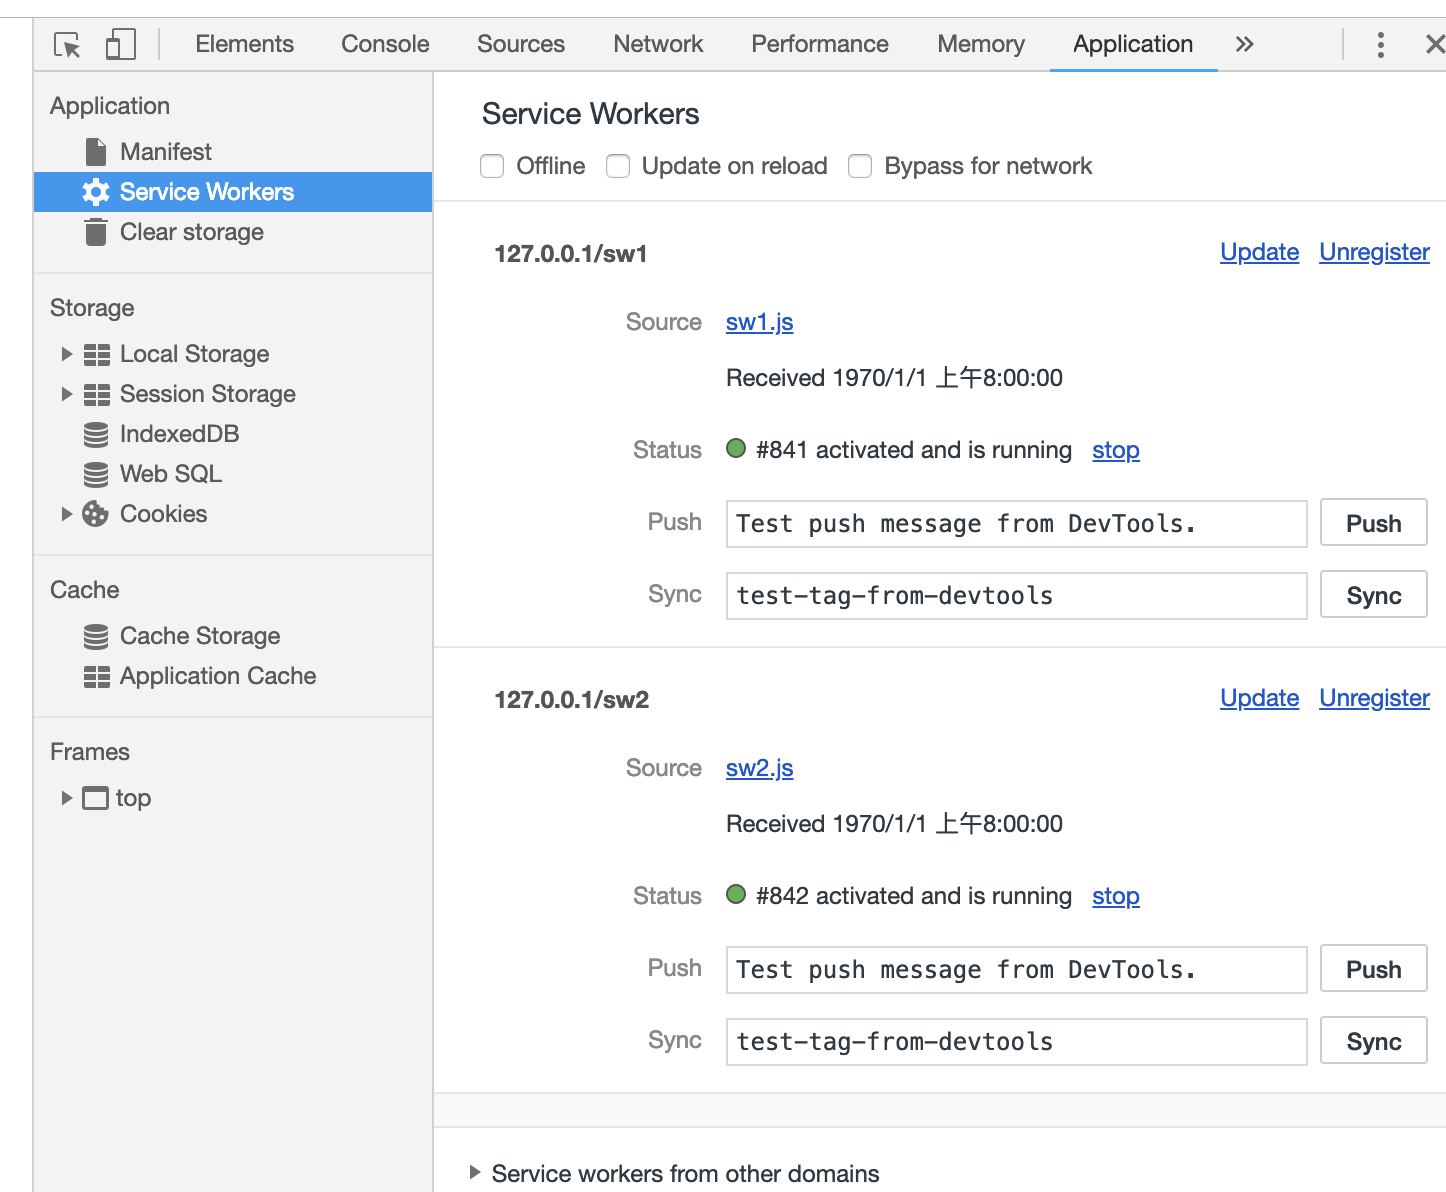 Elements Console Sources Network Performance Memory Application »
Application
Manifest
Service Workers
Clear storage
Storage
Local Storage
Session Storage
IndexedDB
Web SQL
Cookies
Cache
Cache Storage
Application Cache
Frames
top
Service Workers
Offline Update on reload Bypass for network
127.0.0.1/sw1 Update Unregister
Source sw1.js
Received 1970/1/1 上午8:00:00
Status #841 activated and is running stop
Push Test push message from DevTools. Push
Sync test-tag-from-devtools Sync
127.0.0.1/sw2 Update Unregister
Source sw2.js
Received 1970/1/1 上午8:00:00
Status #842 activated and is running stop
Push Test push message from DevTools. Push
Sync test-tag-from-devtools Sync
Service workers from other domains